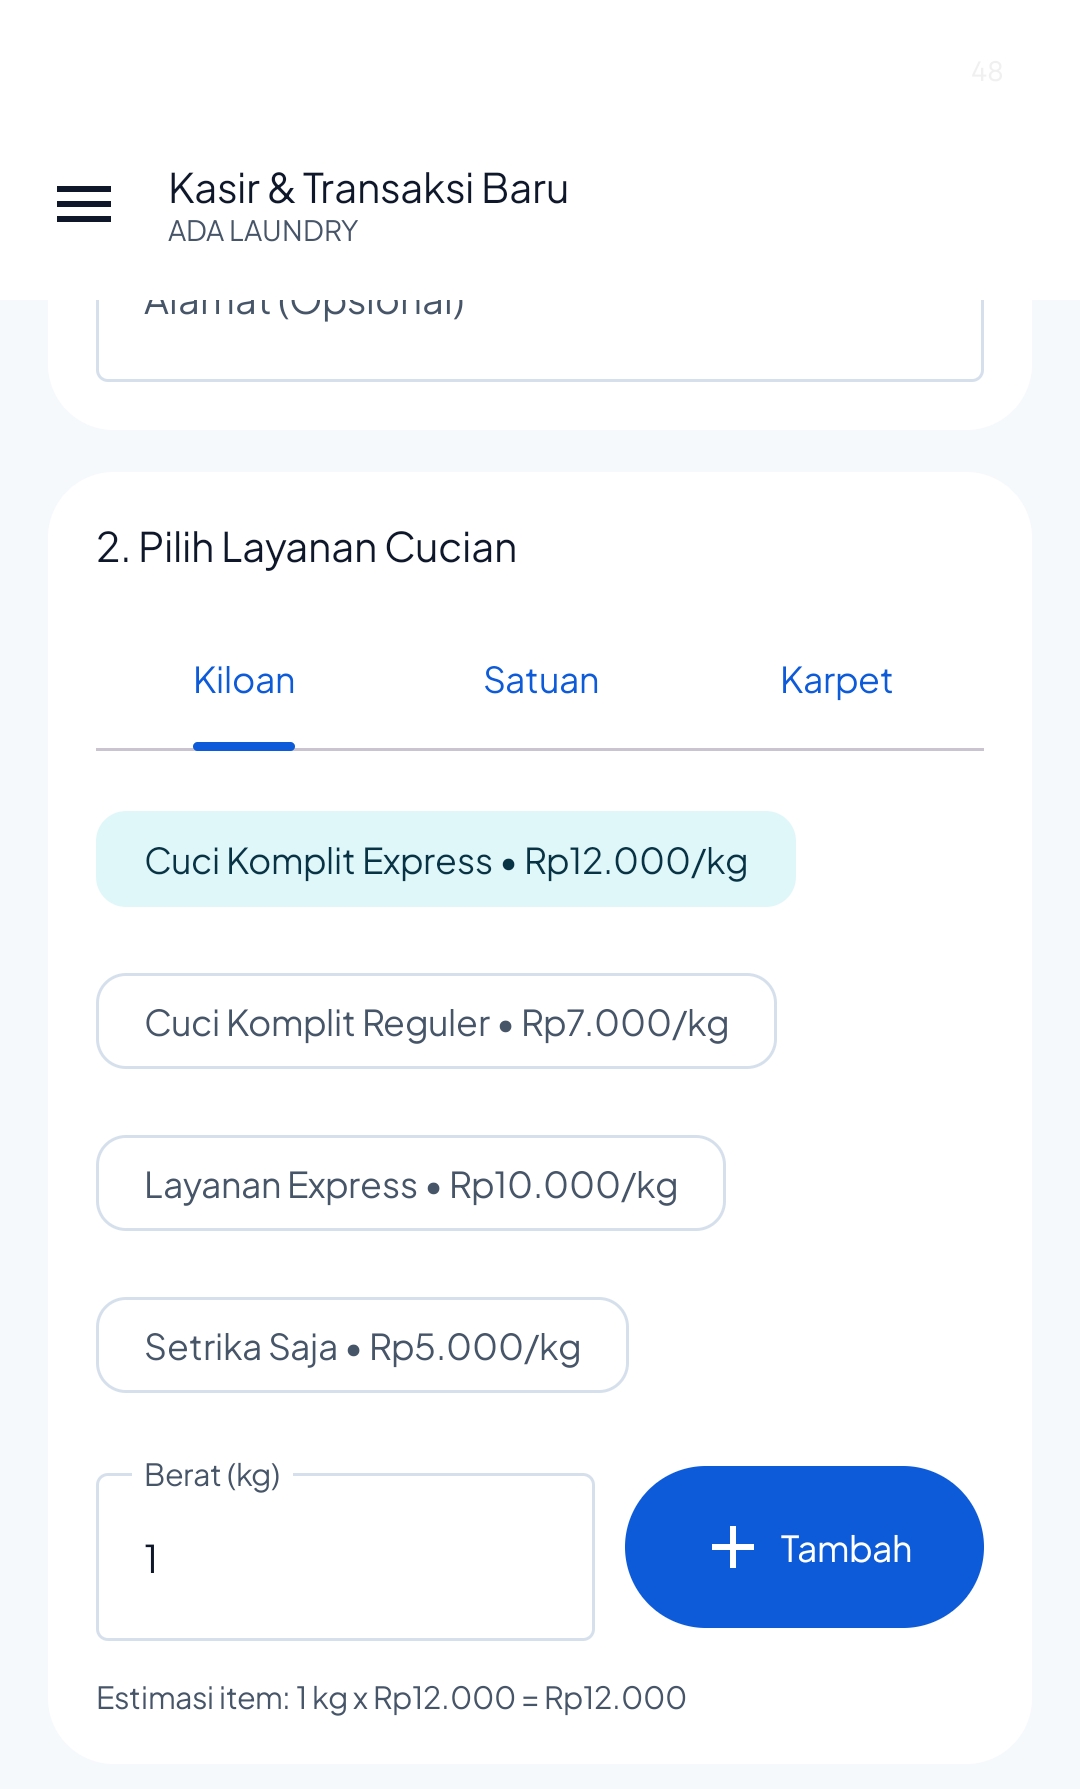 48
Kasir & Transaksi Baru
ADA LAUNDRY
Alamat (Opsional)
2. Pilih Layanan Cucian
Kiloan Satuan Karpet
Cuci Komplit Express • Rp12.000/kg
Cuci Komplit Reguler • Rp7.000/kg
Layanan Express • Rp10.000/kg
Setrika Saja • Rp5.000/kg
Berat (kg)
1
+ Tambah
Estimasi item: 1 kg x Rp12.000 = Rp12.000